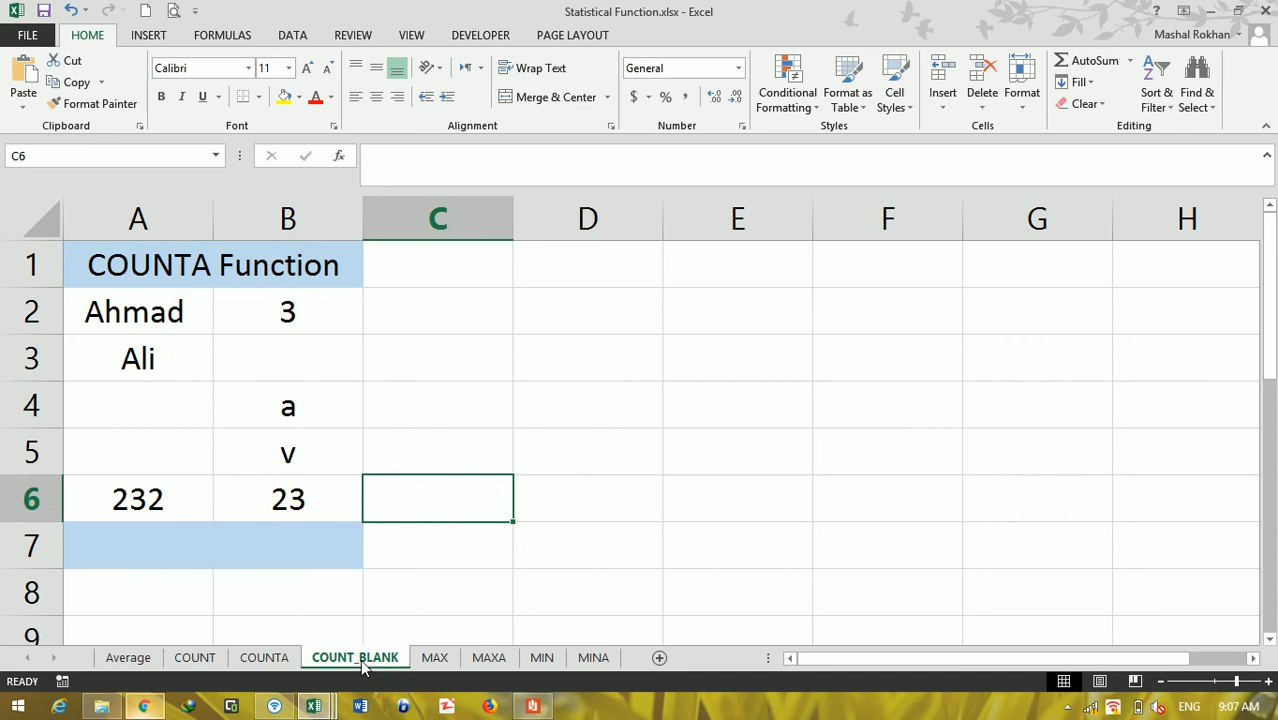 Statistical Function.xlsx - Excel
FILE HOME INSERT FORMULAS DATA REVIEW VIEW DEVELOPER PAGE LAYOUT Mashal Rokhan
Paste
Cut
Copy
Format Painter
Clipboard
Calibri 11
B I U
Font
Wrap Text
Merge & Center
Alignment
General
$ % ,
Number
Conditional Formatting
Format as Table
Cell Styles
Styles
Insert
Delete
Format
Cells
AutoSum
Fill
Clear
Sort & Filter
Find & Select
Editing
C6 fx
A B C D E F G H
1 COUNTA Function
2 Ahmad 3
3 Ali
4 a
5 v
6 232 23
7
8
9
Average COUNT COUNTA COUNT_BLANK MAX MAXA MIN MINA
READY
ENG 9:07 AM